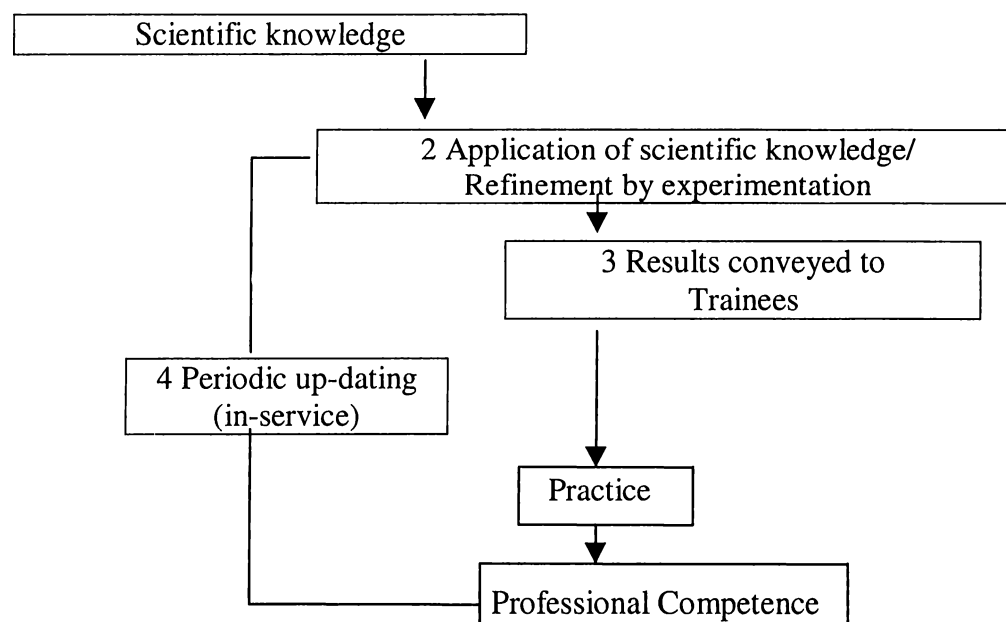 Scientific knowledge
2 Application of scientific knowledge/
Refinement by experimentation
3 Results conveyed to
Trainees
4 Periodic up-dating
(in-service)
Practice
Professional Competence